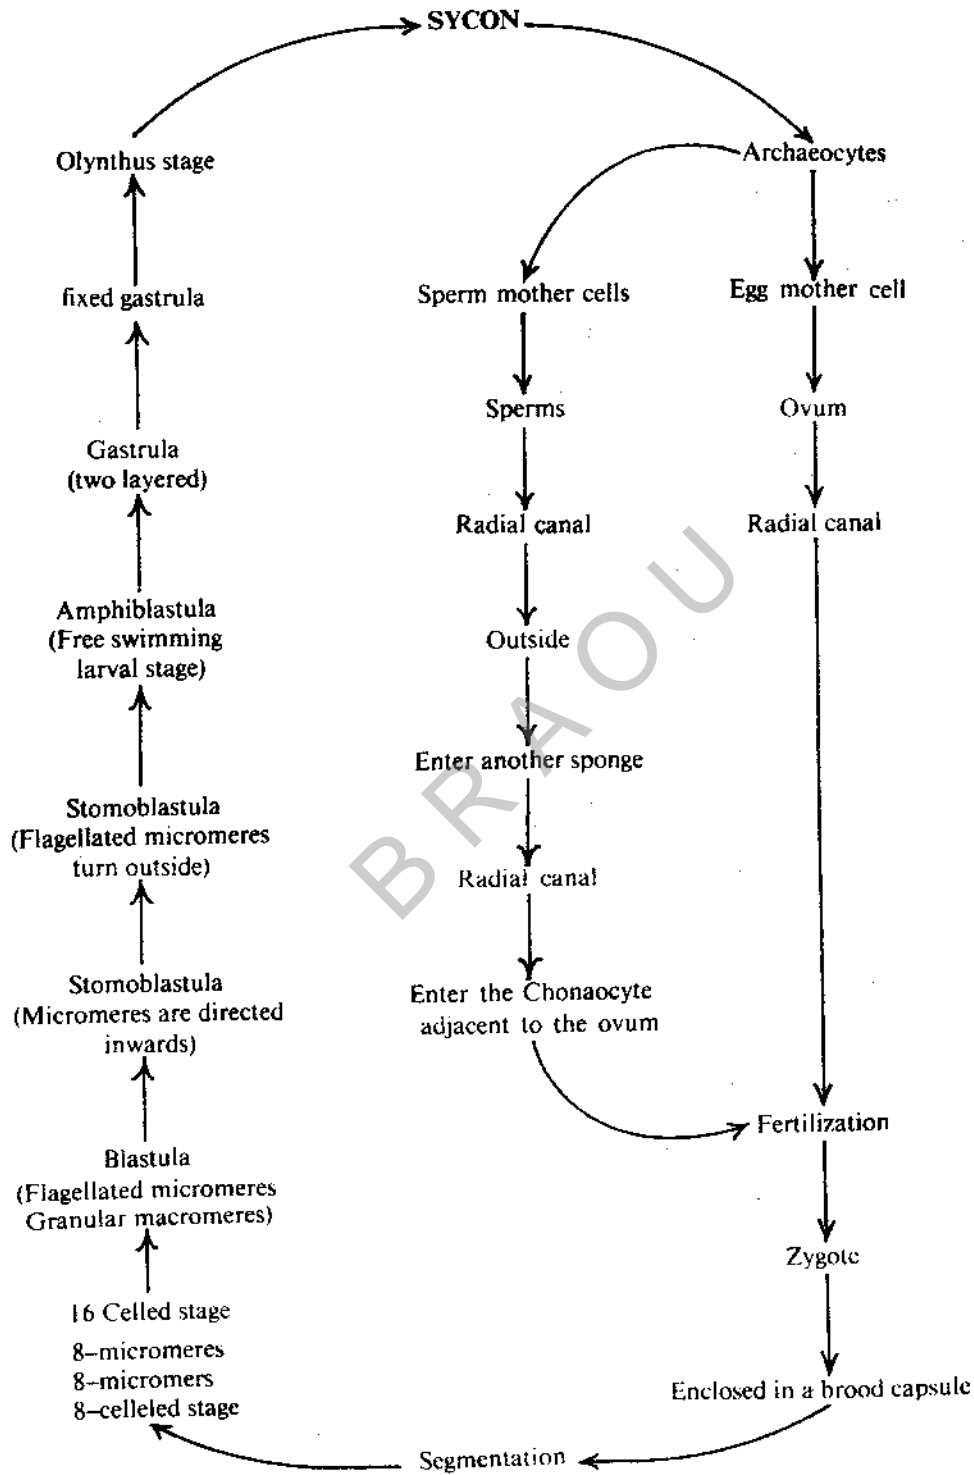 SYCON
Archaeocytes
Olynthus stage
Sperm mother cells
Egg mother cell
fixed gastrula
Sperms
Ovum
Gastrula
(two layered)
Radial canal
Radial canal
Amphiblastula
(Free swimming
larval stage)
Outside
Enter another sponge
Stomoblastula
(Flagellated micromeres
turn outside)
Radial canal
Stomoblastula
(Micromeres are directed
inwards)
Enter the Chonaocyte
adjacent to the ovum
Fertilization
Blastula
(Flagellated micromeres
Granular macromeres)
Zygote
16 Celled stage
8-micromeres
8-micromers
8-celleled stage
Enclosed in a brood capsule
Segmentation
BRAOU